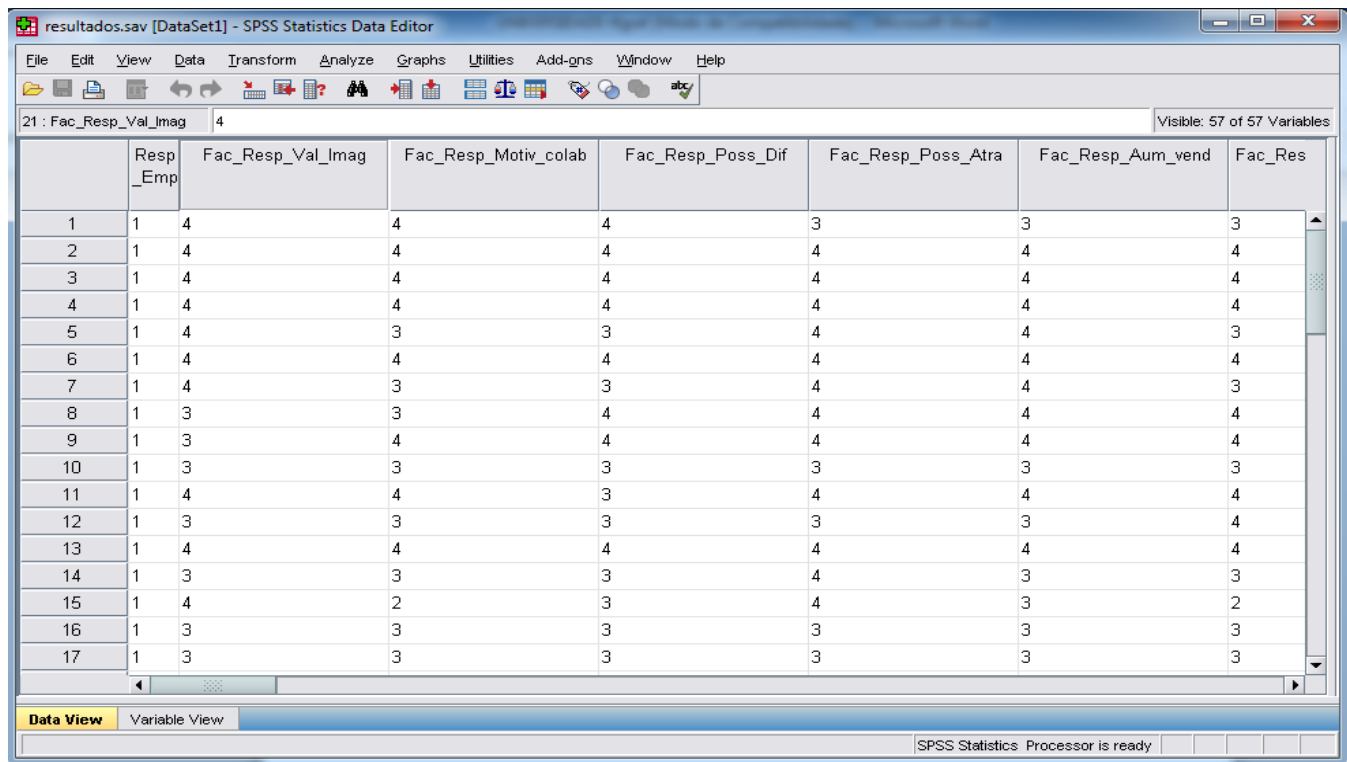 resultados.sav [DataSet1] - SPSS Statistics Data Editor
File Edit View Data Transform Analyze Graphs Utilities Add-ons Window Help
21 : Fac_Resp_Val_Imag 4 Visible: 57 of 57 Variables
Resp_Emp Fac_Resp_Val_Imag Fac_Resp_Motiv_colab Fac_Resp_Poss_Dif Fac_Resp_Poss_Atra Fac_Resp_Aum_vend Fac_Res
1 1 4 4 4 3 3 3
2 1 4 4 4 4 4 4
3 1 4 4 4 4 4 4
4 1 4 4 4 4 4 4
5 1 4 3 3 4 4 3
6 1 4 4 4 4 4 4
7 1 4 3 3 4 4 3
8 1 3 3 4 4 4 4
9 1 3 4 4 4 4 4
10 1 3 3 3 3 3 3
11 1 4 4 3 4 4 4
12 1 3 3 3 3 3 4
13 1 4 4 4 4 4 4
14 1 3 3 3 4 3 3
15 1 4 2 3 4 3 2
16 1 3 3 3 3 3 3
17 1 3 3 3 3 3 3
Data View Variable View
SPSS Statistics Processor is ready